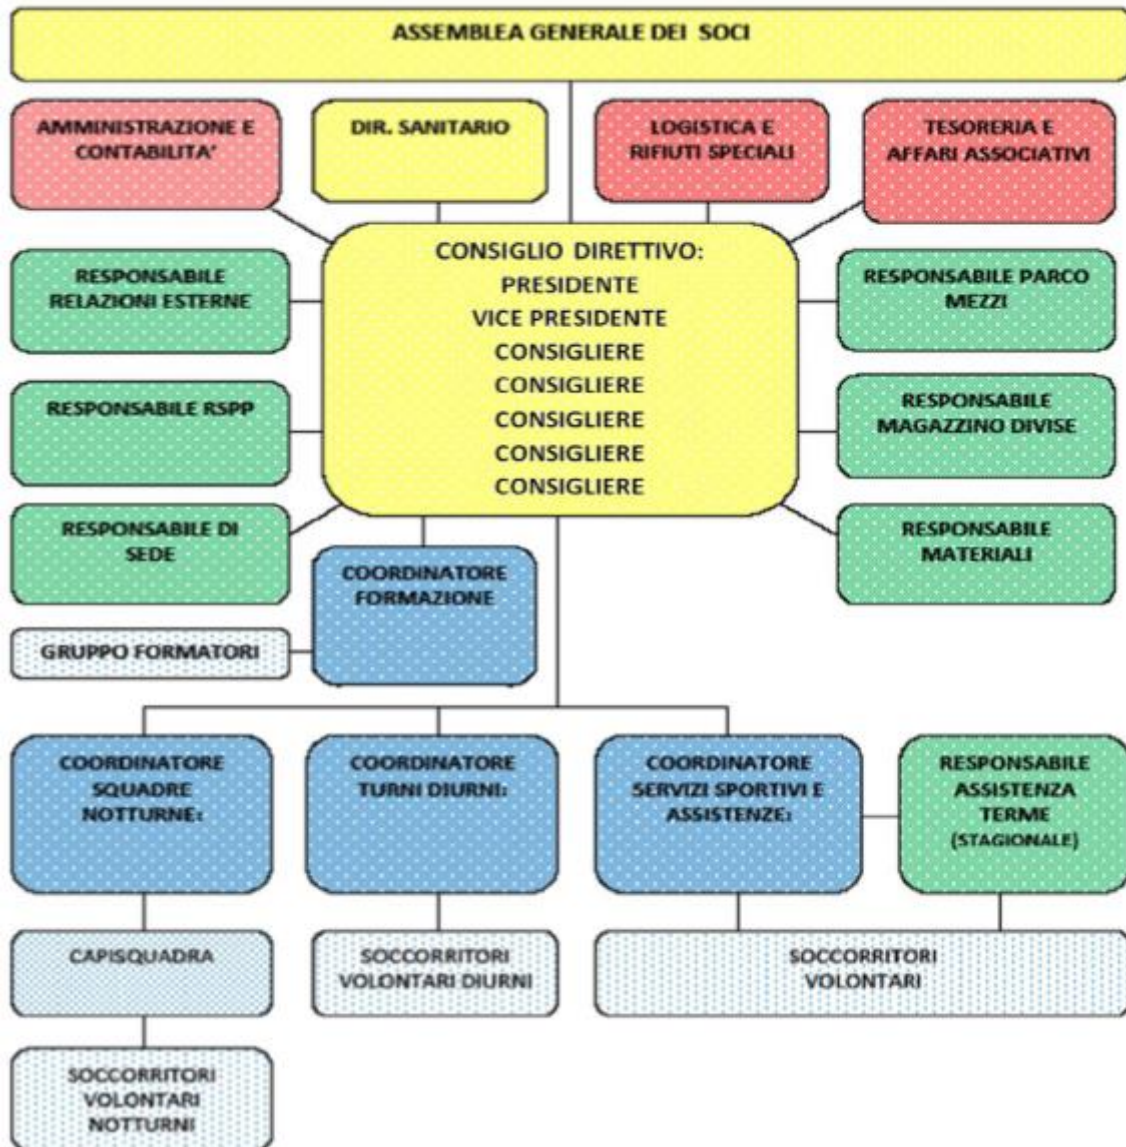 ASSEMBLEA GENERALE DEI SOCI
AMMINISTRAZIONE E
CONTABILITA'
DIR. SANITARIO
LOGISTICA E
RIFIUTI SPECIALI
TESORERIA E
AFFARI ASSOCIATIVI
CONSIGLIO DIRETTIVO:
PRESIDENTE
VICE PRESIDENTE
CONSIGLIERE
CONSIGLIERE
CONSIGLIERE
CONSIGLIERE
CONSIGLIERE
RESPONSABILE
RELAZIONI ESTERNE
RESPONSABILE PARCO
MEZZI
RESPONSABILE RSPP
RESPONSABILE
MAGAZZINO DIVISE
RESPONSABILE DI
SEDE
RESPONSABILE
MATERIALI
COORDINATORE
FORMAZIONE
GRUPPO FORMATORI
COORDINATORE
SQUADRE
NOTTURNE:
COORDINATORE
TURNI DIURNI:
COORDINATORE
SERVIZI SPORTIVI E
ASSISTENZE:
RESPONSABILE
ASSISTENZA
TERME
(STAGIONALE)
CAPISQUADRA
SOCCORRITORI
VOLONTARI DIURNI
SOCCORRITORI
VOLONTARI
SOCCORRITORI
VOLONTARI
NOTTURNI